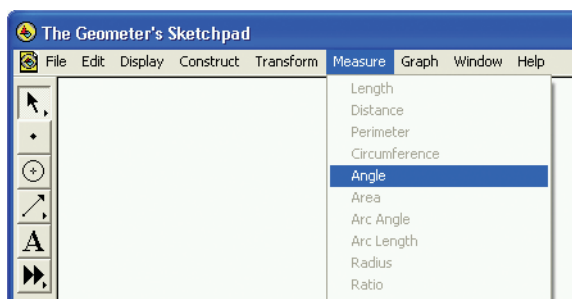 The Geometer's Sketchpad
File Edit Display Construct Transform Measure Graph Window Help
Length
Distance
Perimeter
Circumference
Angle
Area
A
Arc Angle
Arc Length
Radius
Ratio